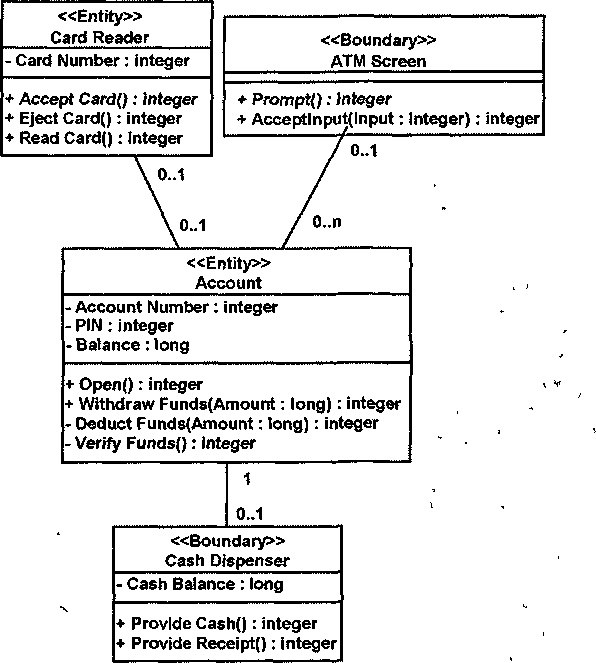 <<Entity>>
Card Reader
- Card Number : integer
+ Accept Card() : integer
+ Eject Card() : integer
+ Read Card() : integer
<<Boundary>>
ATM Screen
+ Prompt() : integer
+ AcceptInput(Input : Integer) : integer
0..1
0..1
0..1
0..n
<<Entity>>
Account
- Account Number : integer
- PIN : integer
- Balance : long
+ Open() : integer
+ Withdraw Funds(Amount : long) : integer
- Deduct Funds(Amount : long) : integer
- Verify Funds() : integer
1
0..1
<<Boundary>>
Cash Dispenser
- Cash Balance : long
+ Provide Cash() : integer
+ Provide Receipt() : integer